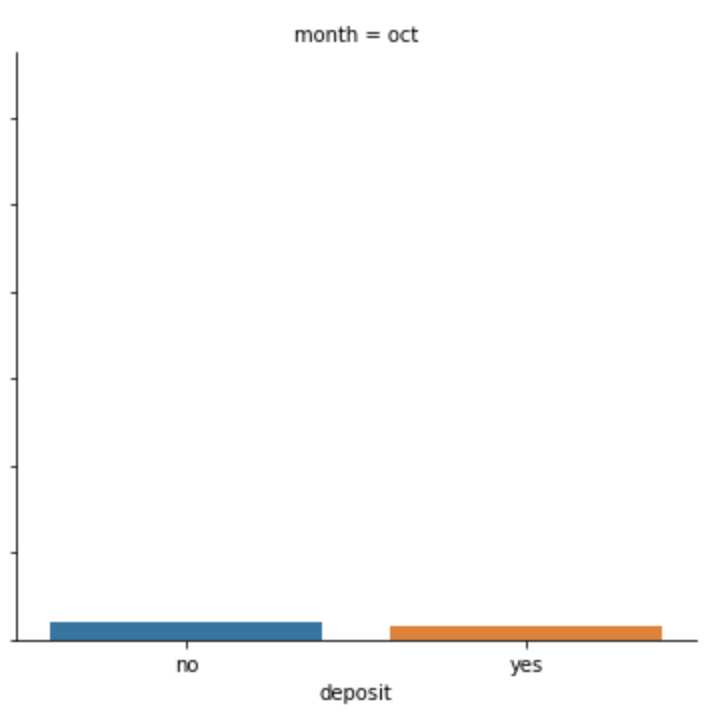 month = oct
no yes
deposit